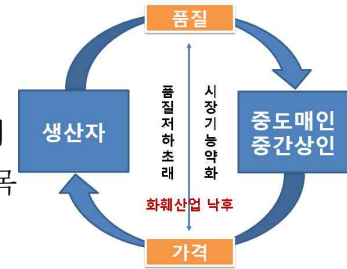 품질
생산자
품질저하초래
시장기능약화
중도매인
중간상인
목
화훼산업 낙후
가격